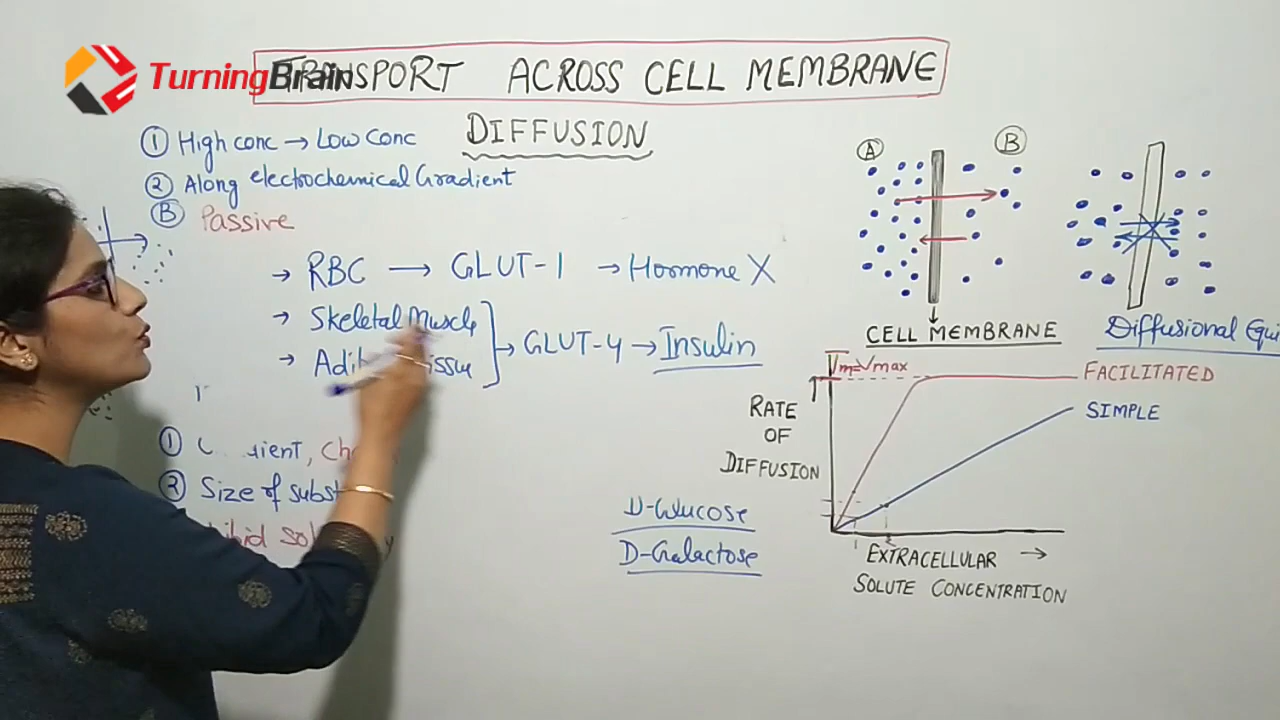 TurningBrain
TRANSPORT ACROSS CELL MEMBRANE
DIFFUSION
① High conc → Low Conc
② Along electrochemical Gradient
Ⓑ Passive
→ RBC → GLUT-1 → Hormone X
→ Skeletal Muscle
→ GLUT-4 → Insulin
①
② Size of
D-Glucose
D-Galactose
A
B
CELL MEMBRANE
Diffusional
Vm=Vmax
FACILITATED
SIMPLE
RATE
OF
DIFFUSION
EXTRACELLULAR →
SOLUTE CONCENTRATION